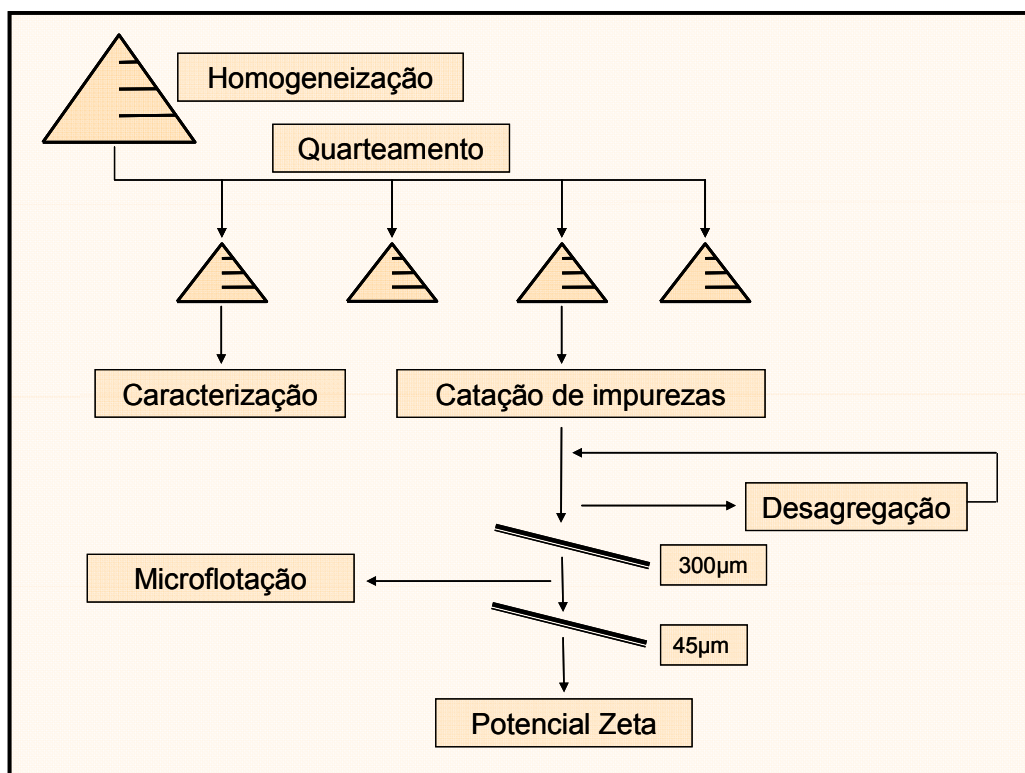 Homogeneização
Quarteamento
Caracterização
Catação de impurezas
Desagregação
300µm
Microflotação
45µm
Potencial Zeta